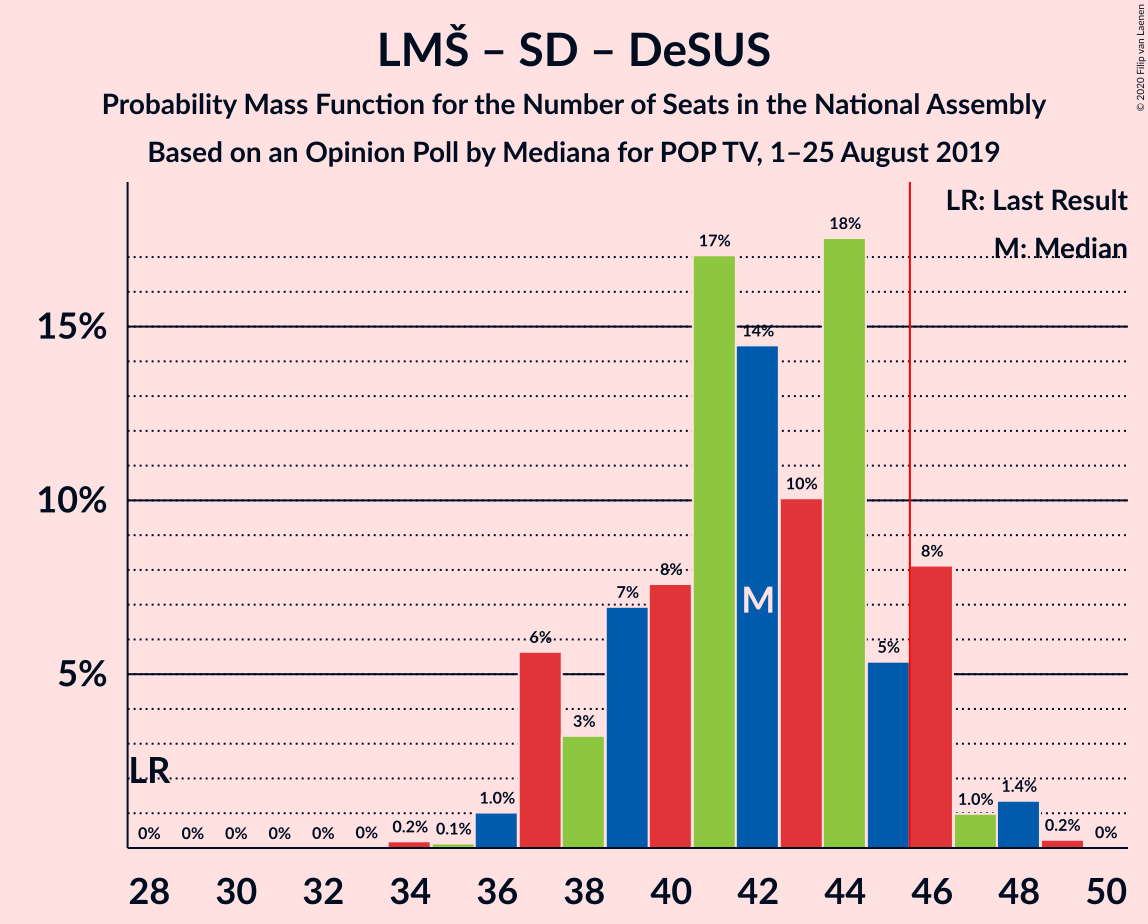 LMŠ – SD – DeSUS
Probability Mass Function for the Number of Seats in the National Assembly
Based on an Opinion Poll by Mediana for POP TV, 1–25 August 2019
© 2020 Filip van Laenen
LR: Last Result
M: Median
15%
10%
5%
LR
M
0% 0% 0% 0% 0% 0% 0.2% 0.1% 1.0% 6% 3% 7% 8% 17% 14% 10% 18% 5% 8% 1.0% 1.4% 0.2% 0%
28 30 32 34 36 38 40 42 44 46 48 50